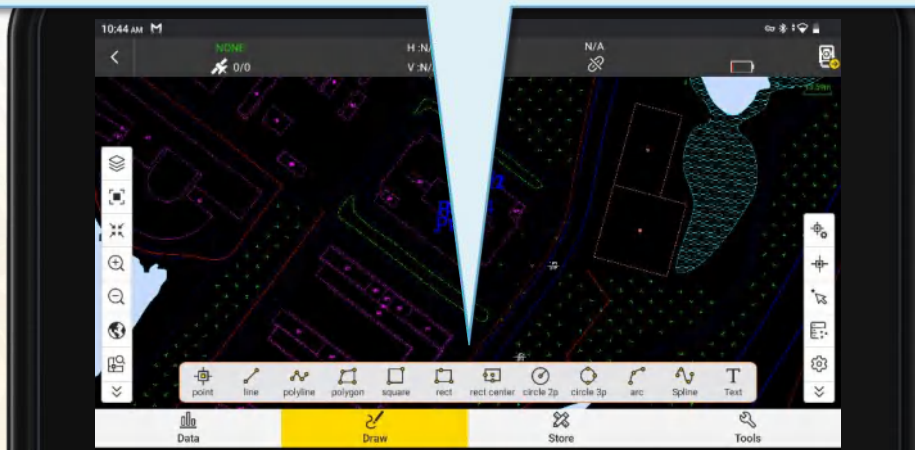 10:44 AM M
NONE
H:N/
N/A
0/0
V:N/
point line polyline polygon square rect rect center circle 2p circle 3p arc Spline Text
Data Draw Store Tools